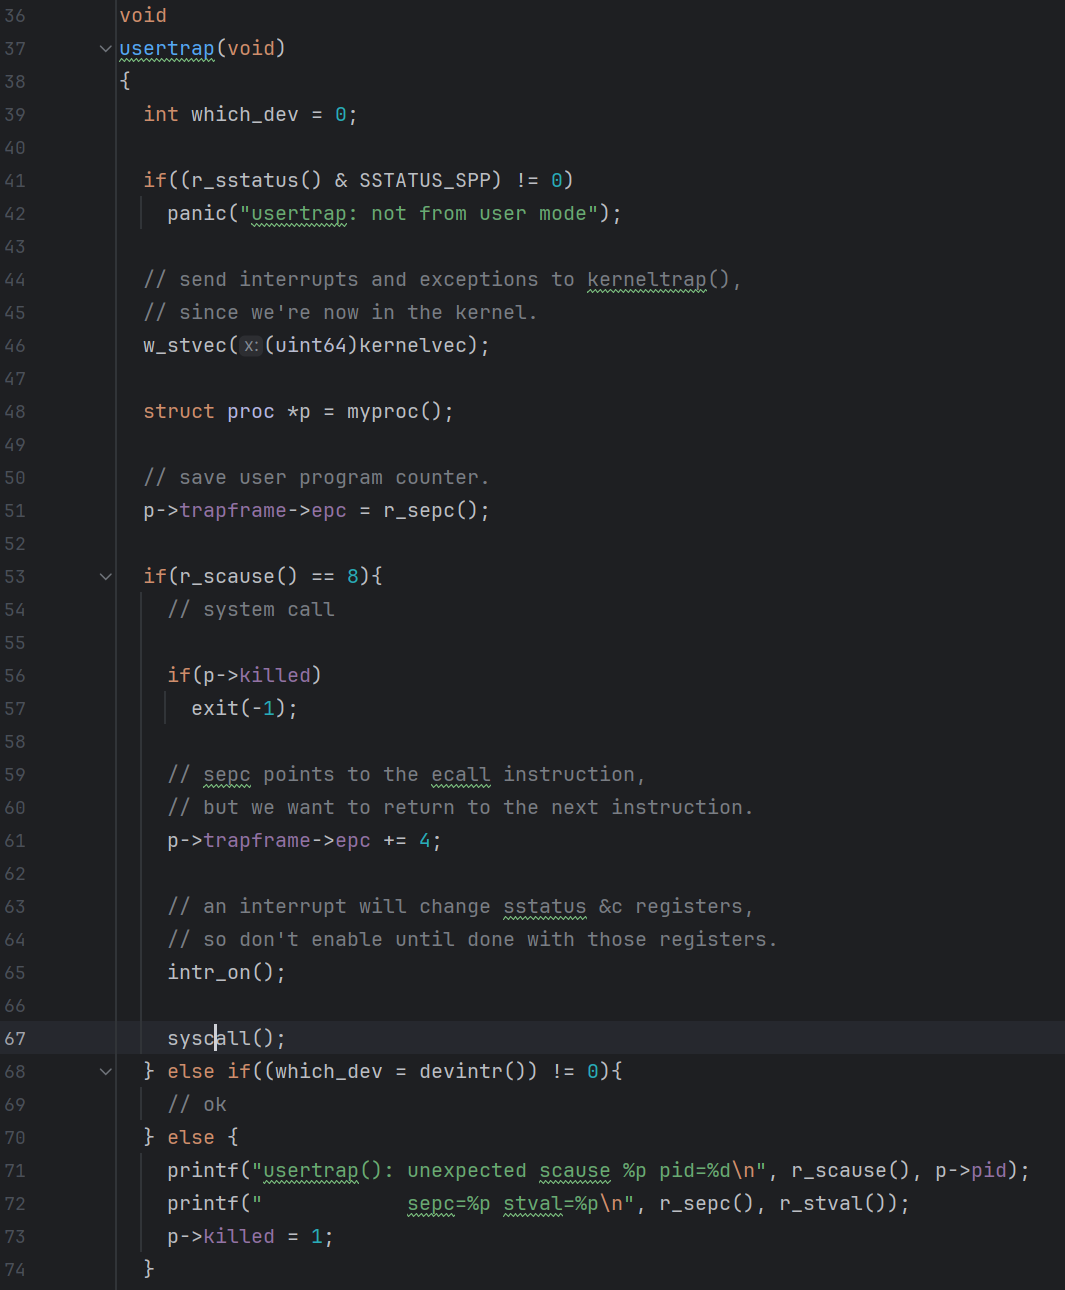 36 void
37 usertrap(void)
38 {
39   int which_dev = 0;
40
41   if((r_sstatus() & SSTATUS_SPP) != 0)
42     panic("usertrap: not from user mode");
43
44   // send interrupts and exceptions to kerneltrap(),
45   // since we're now in the kernel.
46   w_stvec(x:(uint64)kernelvec);
47
48   struct proc *p = myproc();
49
50   // save user program counter.
51   p->trapframe->epc = r_sepc();
52
53   if(r_scause() == 8){
54     // system call
55
56     if(p->killed)
57       exit(-1);
58
59     // sepc points to the ecall instruction,
60     // but we want to return to the next instruction.
61     p->trapframe->epc += 4;
62
63     // an interrupt will change sstatus &c registers,
64     // so don't enable until done with those registers.
65     intr_on();
66
67     syscall();
68   } else if((which_dev = devintr()) != 0){
69     // ok
70   } else {
71     printf("usertrap(): unexpected scause %p pid=%d\n", r_scause(), p->pid);
72     printf("            sepc=%p stval=%p\n", r_sepc(), r_stval());
73     p->killed = 1;
74   }